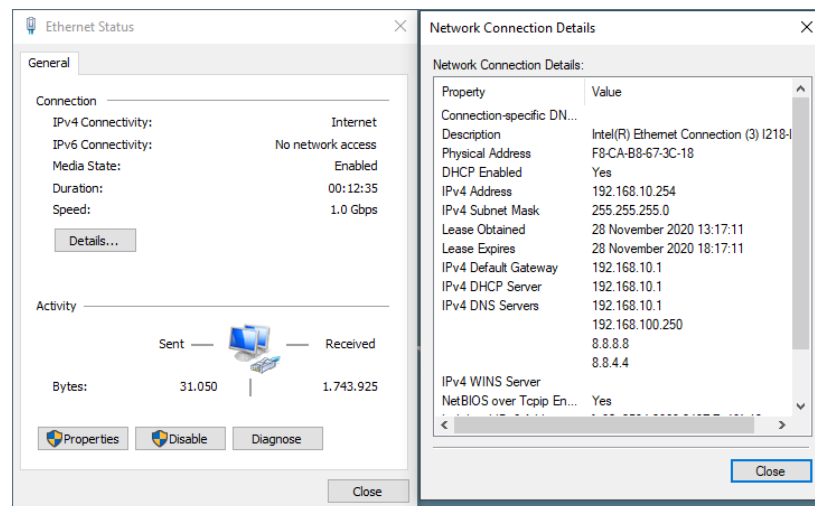 Ethernet Status
General
Connection
IPv4 Connectivity: Internet
IPv6 Connectivity: No network access
Media State: Enabled
Duration: 00:12:35
Speed: 1.0 Gbps
Details...
Activity
Sent — — Received
Bytes: 31.050 | 1.743.925
Properties Disable Diagnose
Close
Network Connection Details
Network Connection Details:
Property Value
Connection-specific DN...
Description Intel(R) Ethernet Connection (3) I218-
Physical Address F8-CA-B8-67-3C-18
DHCP Enabled Yes
IPv4 Address 192.168.10.254
IPv4 Subnet Mask 255.255.255.0
Lease Obtained 28 November 2020 13:17:11
Lease Expires 28 November 2020 18:17:11
IPv4 Default Gateway 192.168.10.1
IPv4 DHCP Server 192.168.10.1
IPv4 DNS Servers 192.168.10.1
192.168.100.250
8.8.8.8
8.8.4.4
IPv4 WINS Server
NetBIOS over Tcpip En... Yes
Close